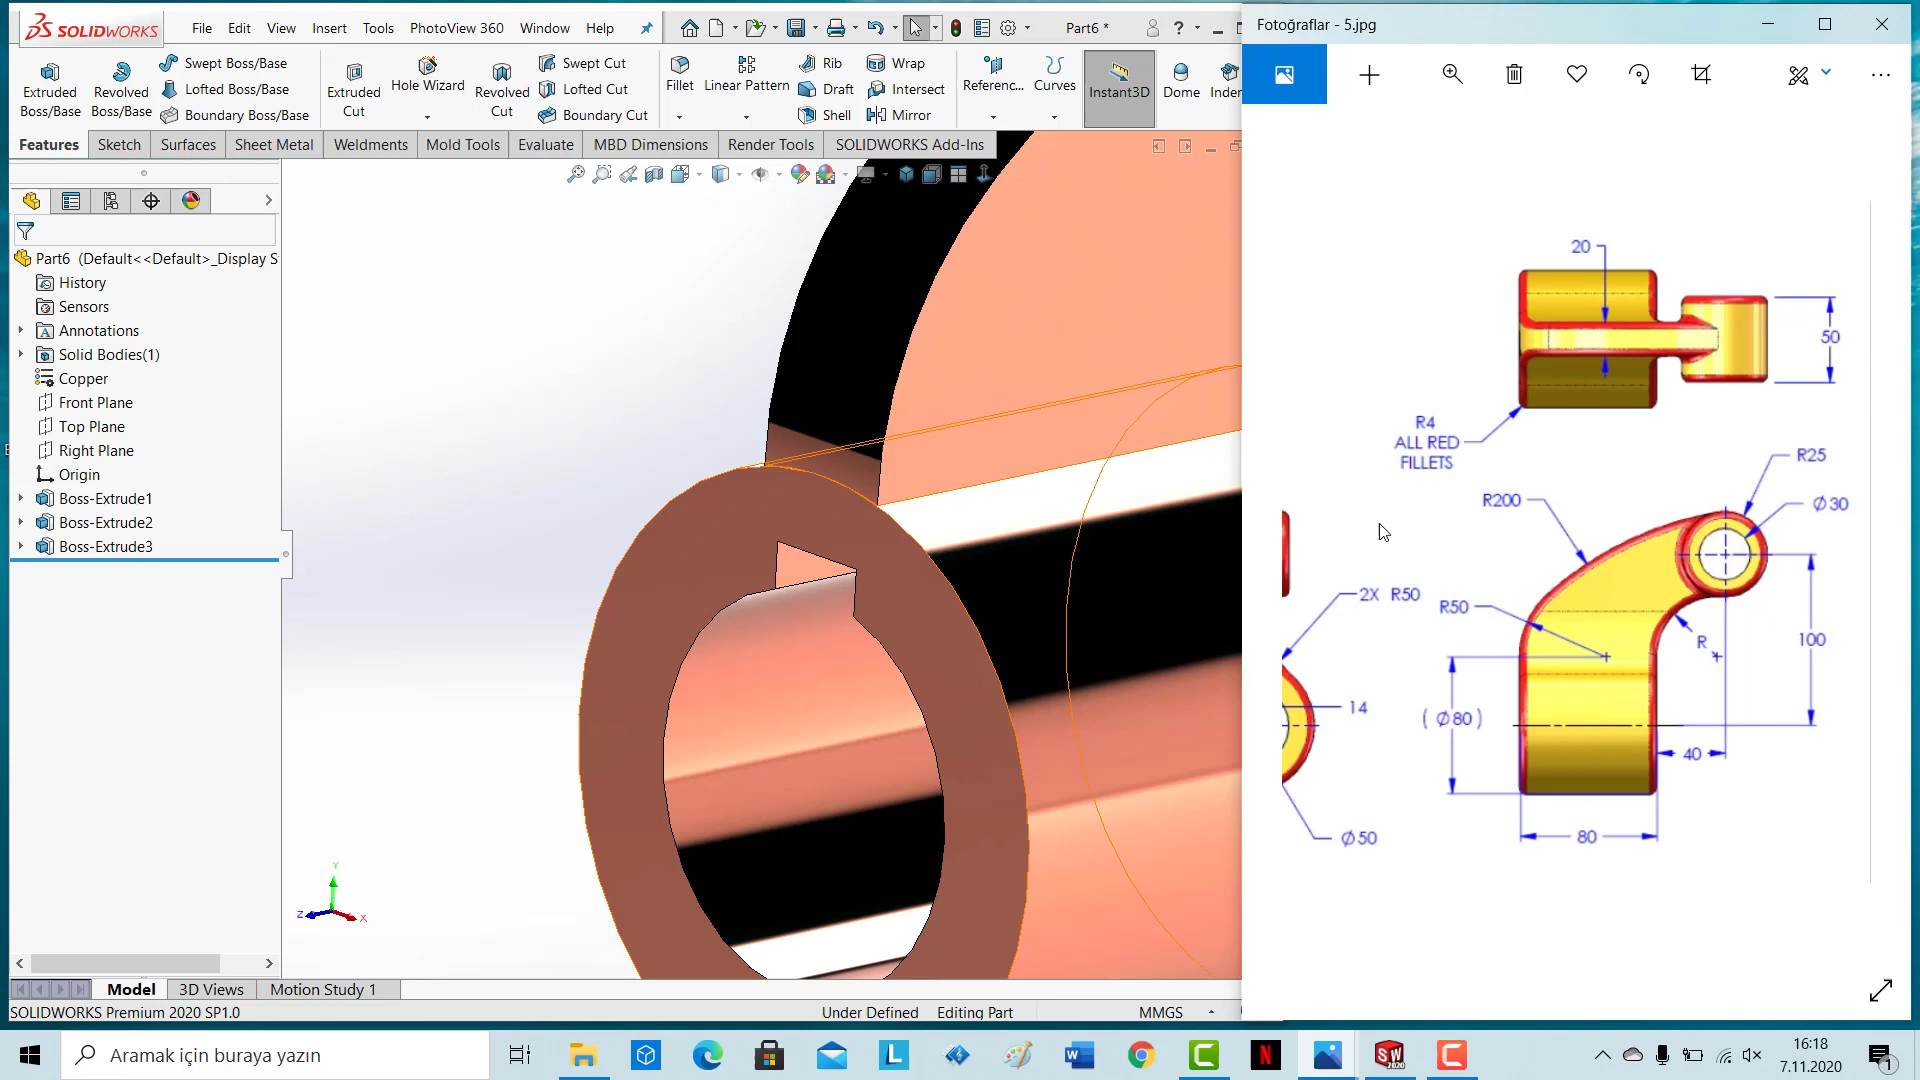 SOLIDWORKS
File Edit View Insert Tools PhotoView 360 Window Help
Part6 *
Fotoğraflar - 5.jpg
Extruded Boss/Base
Revolved Boss/Base
Swept Boss/Base
Lofted Boss/Base
Boundary Boss/Base
Extruded Cut
Hole Wizard
Revolved Cut
Swept Cut
Lofted Cut
Boundary Cut
Fillet
Linear Pattern
Rib
Draft
Shell
Wrap
Intersect
Mirror
Referenc...
Curves
Instant3D
Dome
Inden
Features Sketch Surfaces Sheet Metal Weldments Mold Tools Evaluate MBD Dimensions Render Tools SOLIDWORKS Add-Ins
Part6 (Default<<Default>_Display S
History
Sensors
Annotations
Solid Bodies(1)
Copper
Front Plane
Top Plane
Right Plane
Origin
Boss-Extrude1
Boss-Extrude2
Boss-Extrude3
Y
Z
X
20
50
R4
ALL RED
FILLETS
R25
R200
Ø30
2X R50
R50
R
100
14
( Ø80 )
40
Ø50
80
Model 3D Views Motion Study 1
SOLIDWORKS Premium 2020 SP1.0
Under Defined Editing Part MMGS
Aramak için buraya yazın
16:18
7.11.2020
1